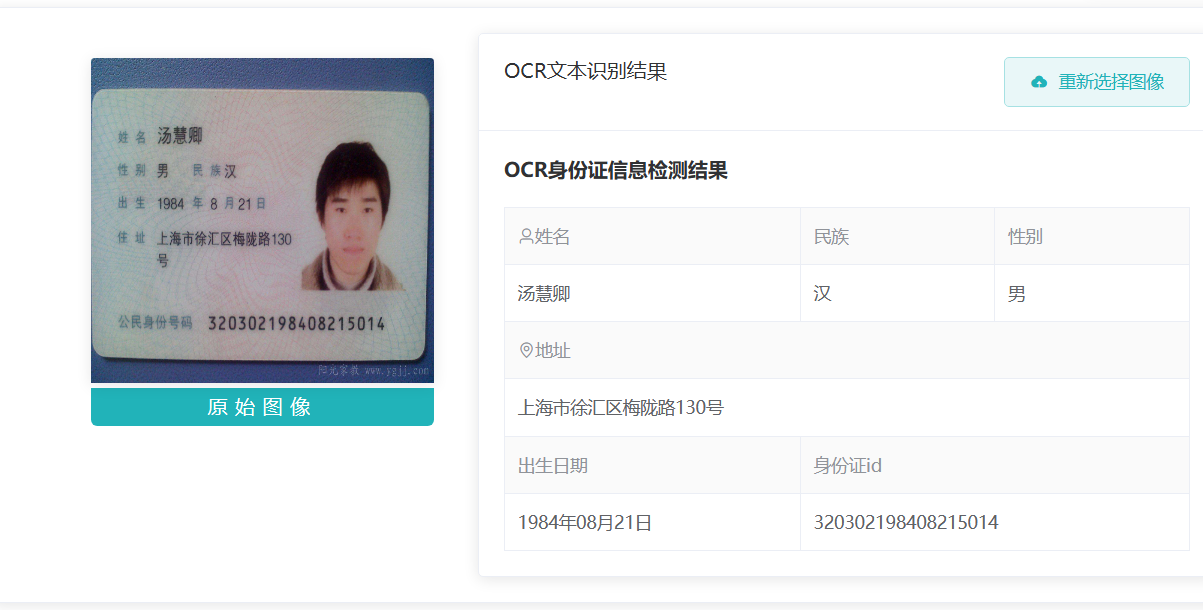 姓 名 汤慧卿
性 别 男 民 族 汉
出 生 1984 年 8 月 21 日
住 址 上海市徐汇区梅陇路130
号
公民身份号码 320302198408215014
阳光家教 www.ygjj.com
原 始 图 像
OCR文本识别结果
重新选择图像
OCR身份证信息检测结果
姓名 民族 性别
汤慧卿 汉 男
地址
上海市徐汇区梅陇路130号
出生日期 身份证id
1984年08月21日 320302198408215014